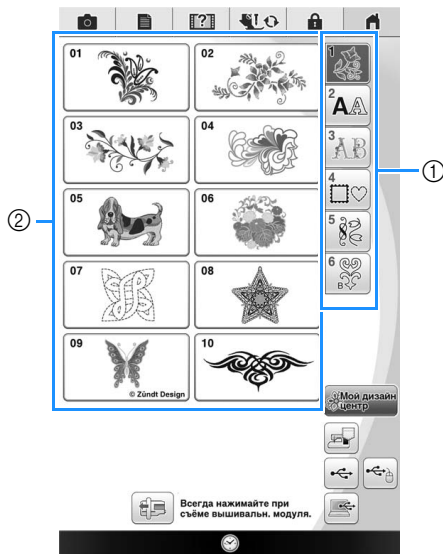 01
02
1
2
AA
03
04
3
AB
①
4
②
05
06
5
6
B
07
08
09
10
© Zündt Design
Мой дизайн
центр
Всегда нажимайте при
съёме вышивальн. модуля.